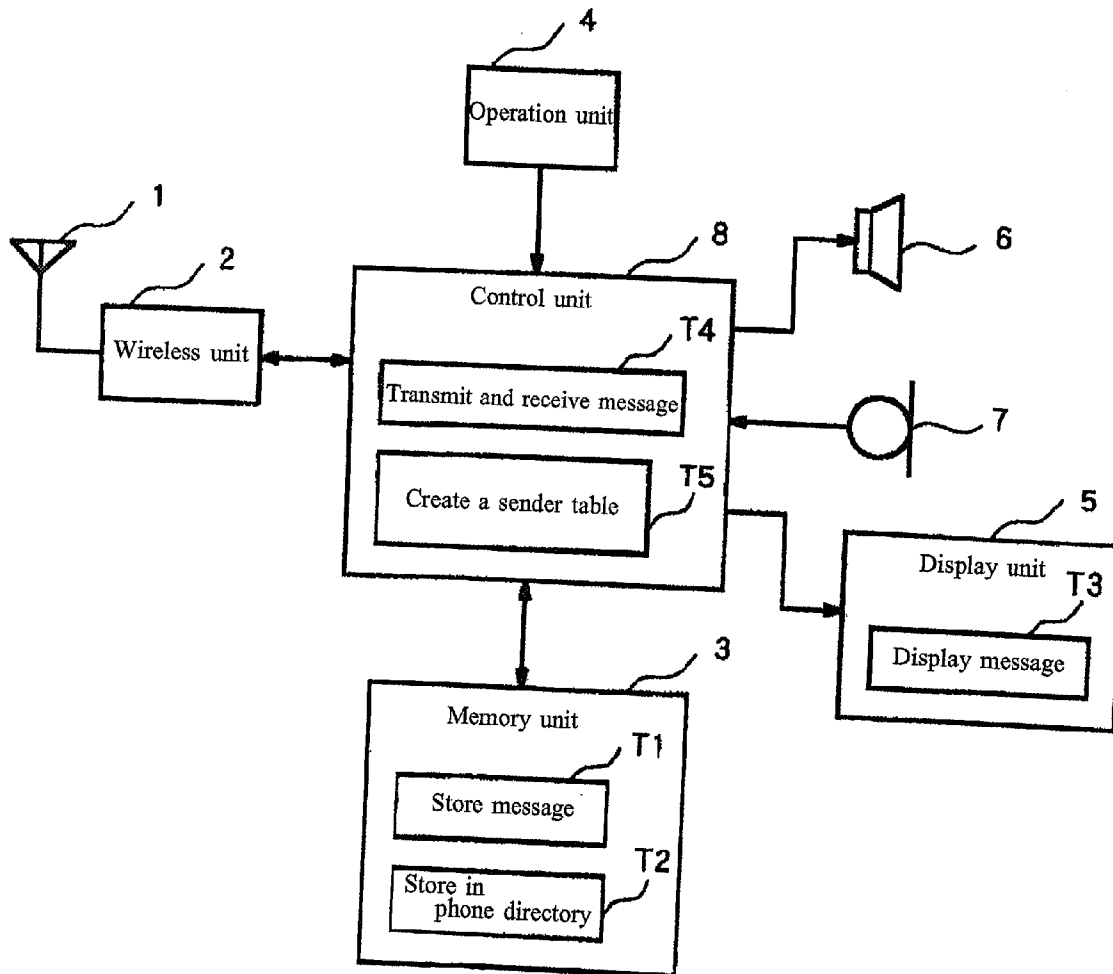 4
Operation unit
1
2
Wireless unit
8
Control unit
T4
Transmit and receive message
T5
Create a sender table
6
7
5
Display unit
T3
Display message
3
Memory unit
T1
Store message
T2
Store in
phone directory